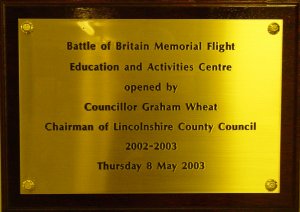 Battle of Britain Memorial Flight
Education and Activities Centre
opened by
Councillor Graham Wheat
Chairman of Lincolnshire County Council
2002-2003
Thursday 8 May 2003